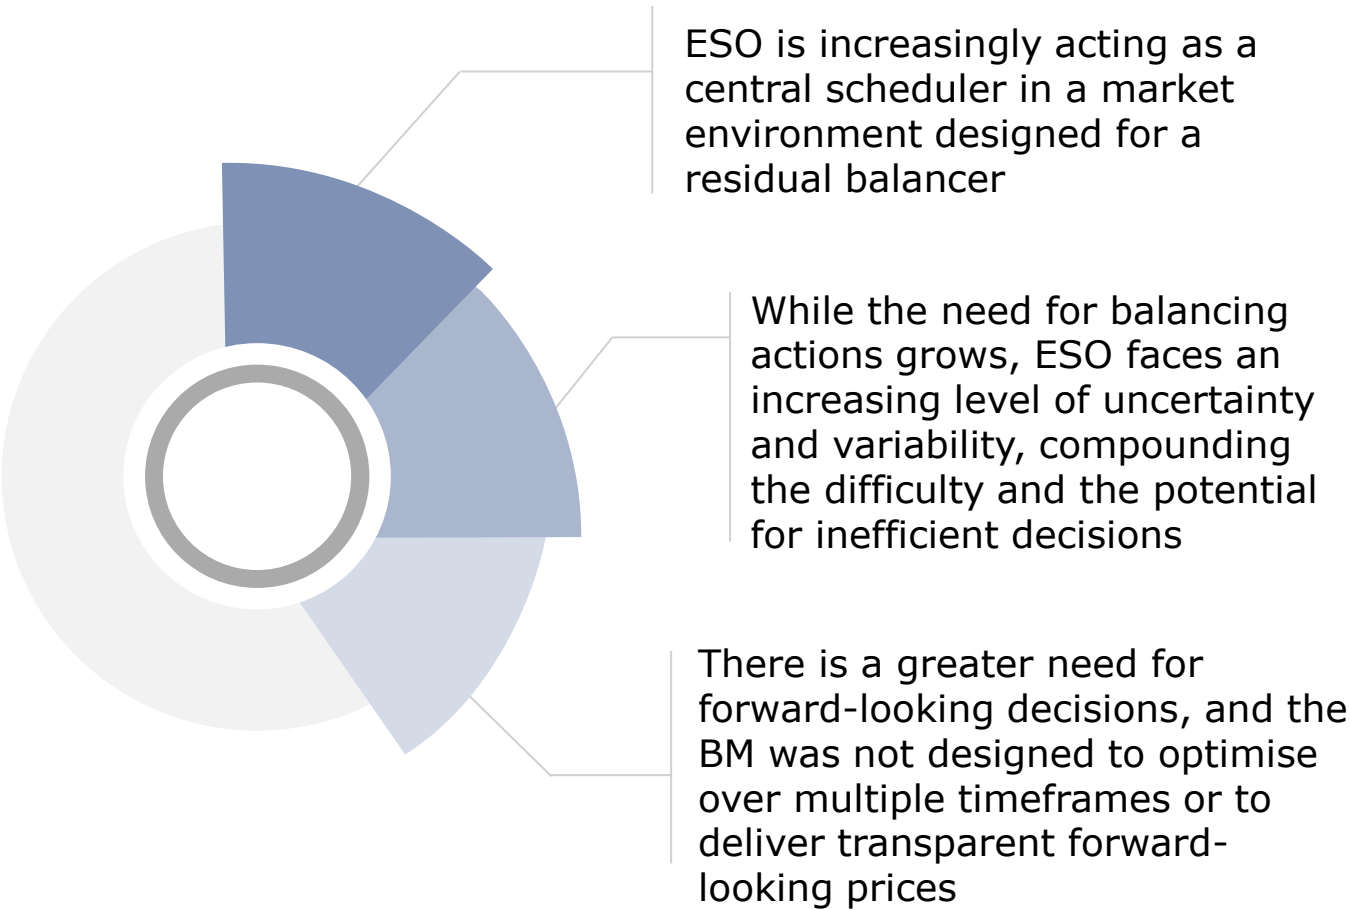 ESO is increasingly acting as a
central scheduler in a market
environment designed for a
residual balancer
While the need for balancing
actions grows, ESO faces an
increasing level of uncertainty
and variability, compounding
the difficulty and the potential
for inefficient decisions
There is a greater need for
forward-looking decisions, and the
BM was not designed to optimise
over multiple timeframes or to
deliver transparent forward-
looking prices